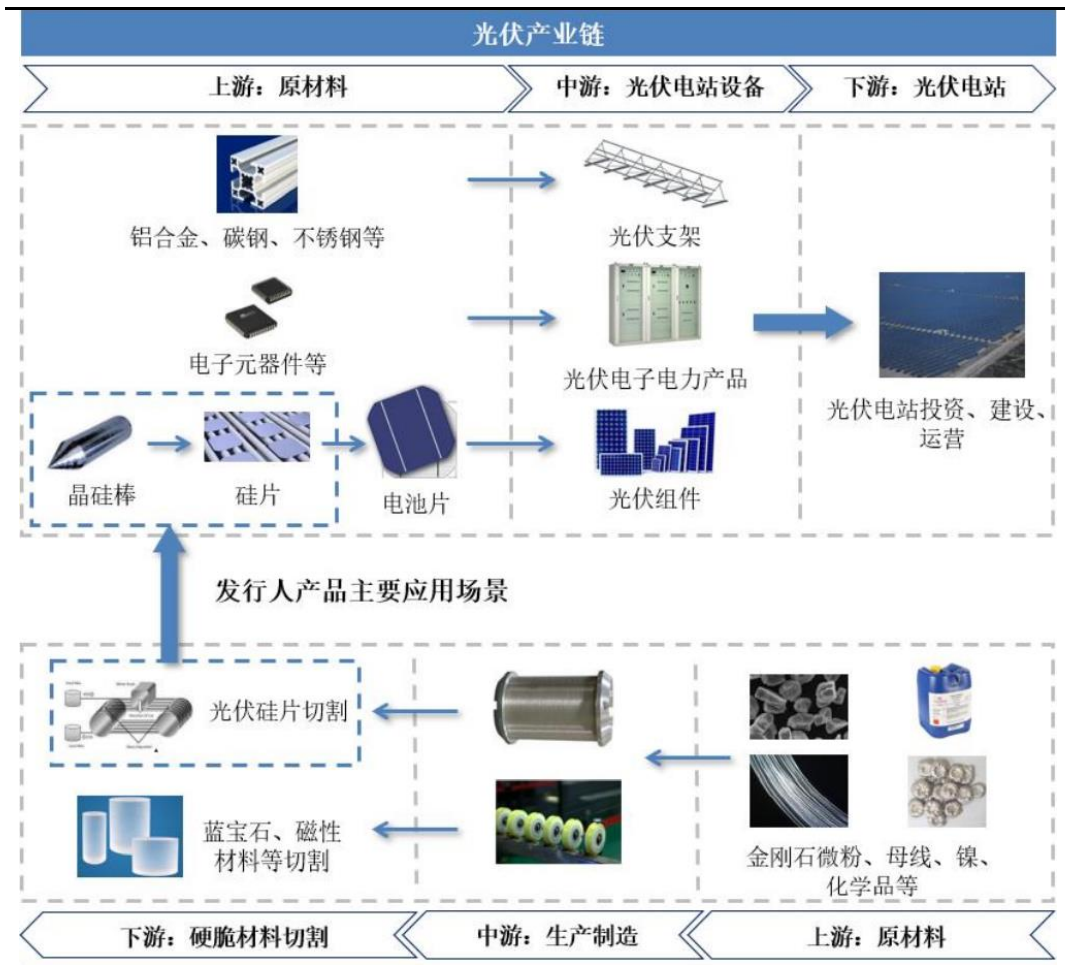 光伏产业链
上游：原材料
中游：光伏电站设备
下游：光伏电站
铝合金、碳钢、不锈钢等
光伏支架
电子元器件等
光伏电子电力产品
光伏电站投资、建设、
运营
晶硅棒
硅片
电池片
光伏组件
发行人产品主要应用场景
光伏硅片切割
蓝宝石、磁性
材料等切割
金刚石微粉、母线、镍、
化学品等
下游：硬脆材料切割
中游：生产制造
上游：原材料